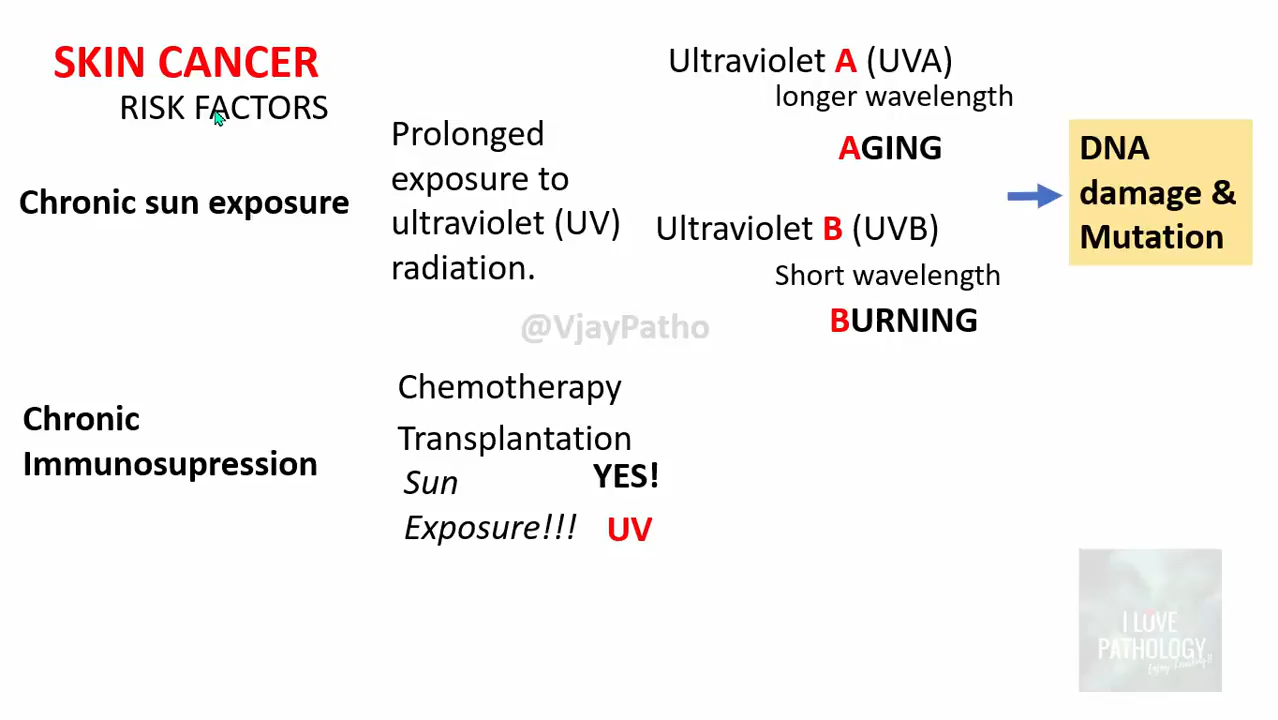 SKIN CANCER
RISK FACTORS
Chronic sun exposure
Prolonged
exposure to
ultraviolet (UV)
radiation.
Ultraviolet A (UVA)
longer wavelength
AGING
Ultraviolet B (UVB)
Short wavelength
BURNING
DNA
damage &
Mutation
@VjayPatho
Chronic
Immunosupression
Chemotherapy
Transplantation
Sun
Exposure!!!
YES!
UV
I LOVE
PATHOLOGY